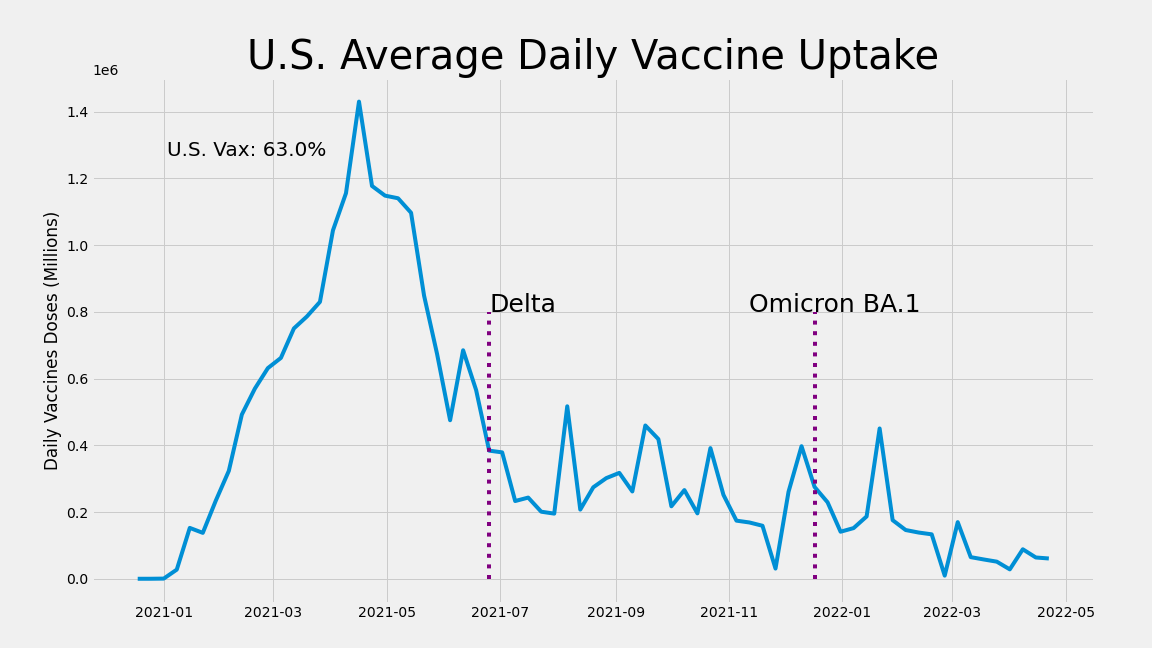 U.S. Average Daily Vaccine Uptake
1e6
1.4
U.S. Vax: 63.0%
1.2
1.0
Daily Vaccines Doses (Millions)
Delta
Omicron BA.1
0.8
0.6
0.4
0.2
0.0
2021-01 2021-03 2021-05 2021-07 2021-09 2021-11 2022-01 2022-03 2022-05